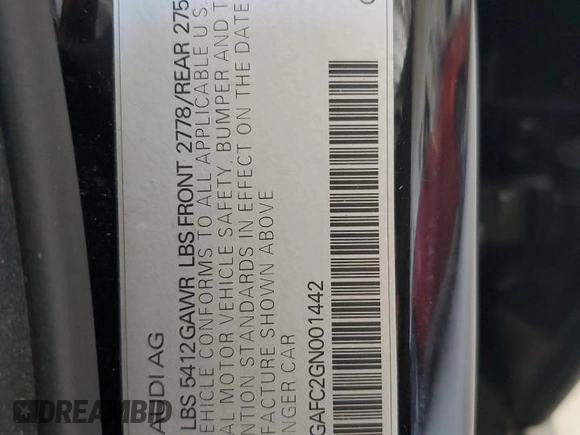 AUDI AG
LBS 5412 GAWR LBS FRONT 2778/REAR 275
EHICLE CONFORMS TO ALL APPLICABLE U.S.
AL MOTOR VEHICLE SAFETY, BUMPER AND T
NTION STANDARDS IN EFFECT ON THE DATE
FACTURE SHOWN ABOVE
NGER CAR
GAFC2GN001442
DREAMBID